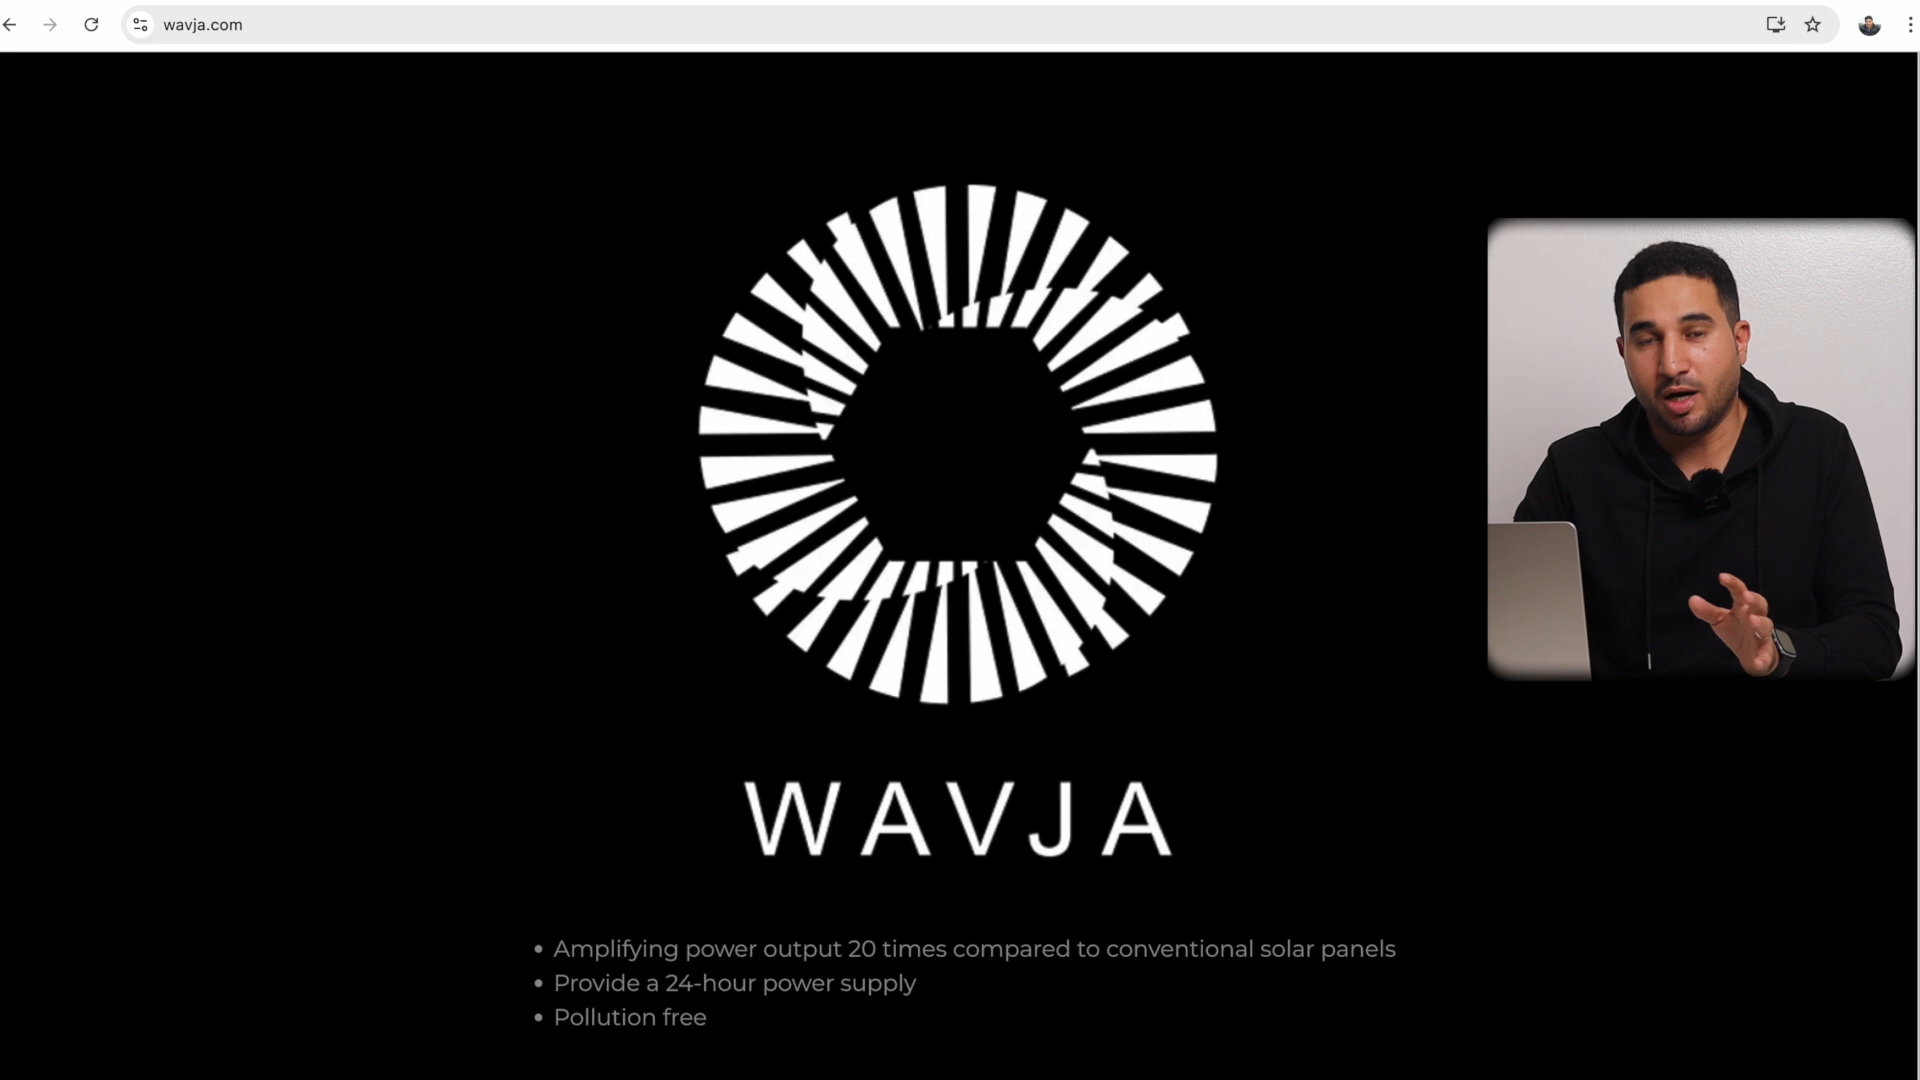 wavja.com
WAVJA
• Amplifying power output 20 times compared to conventional solar panels
• Provide a 24-hour power supply
• Pollution free